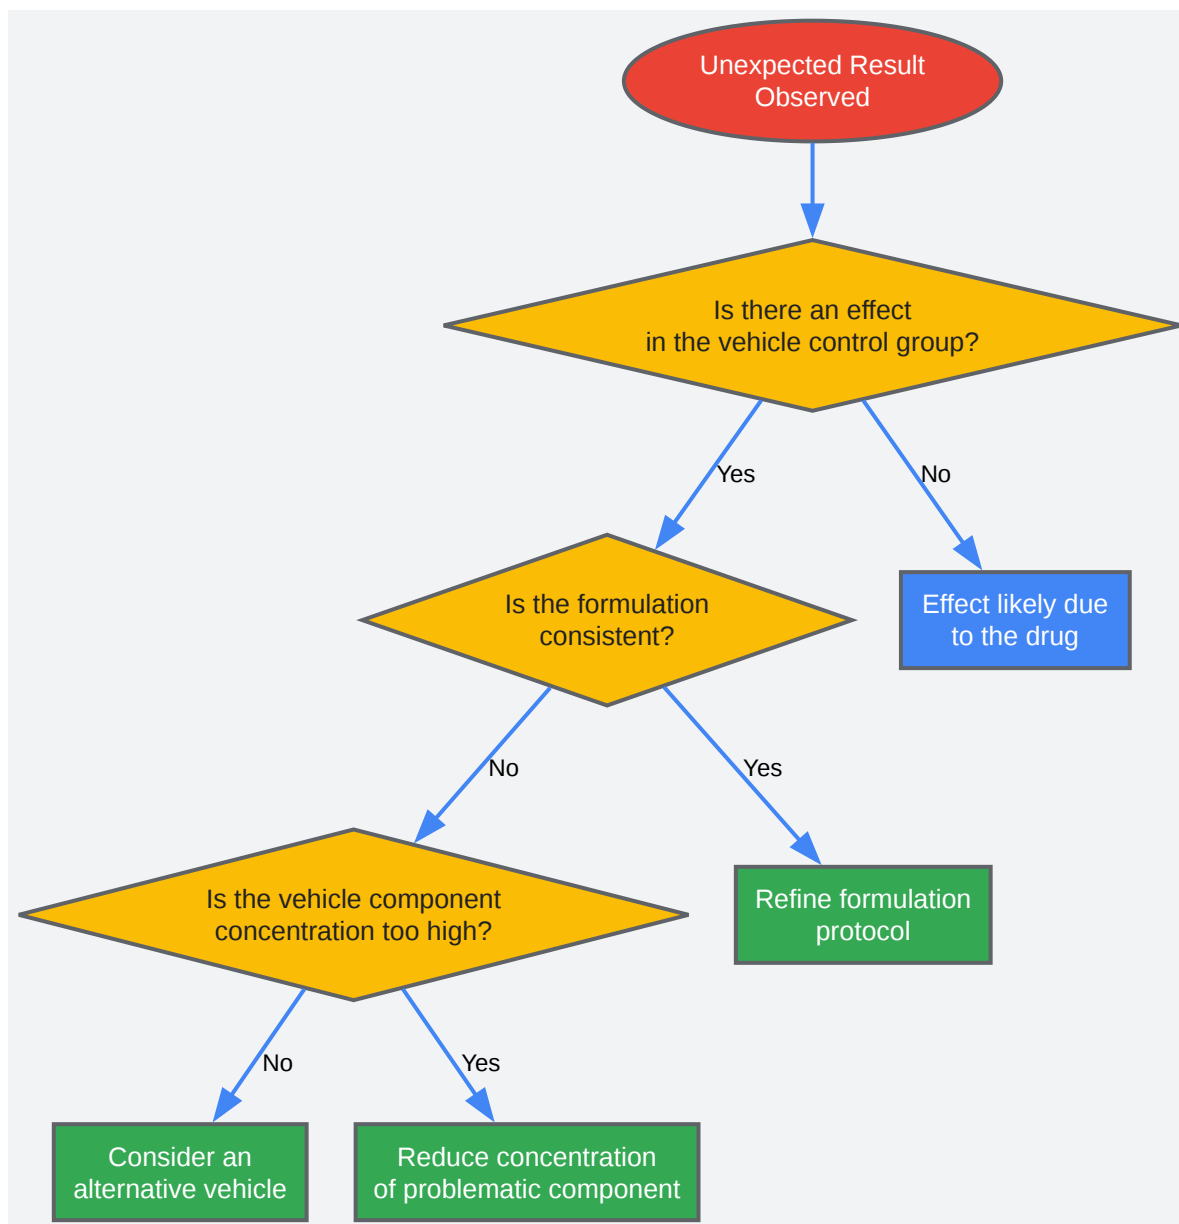 Unexpected Result
Observed
Is there an effect
in the vehicle control group?
Yes
No
Is the formulation
consistent?
Effect likely due
to the drug
No
Yes
Is the vehicle component
concentration too high?
Refine formulation
protocol
No
Yes
Consider an
alternative vehicle
Reduce concentration
of problematic component